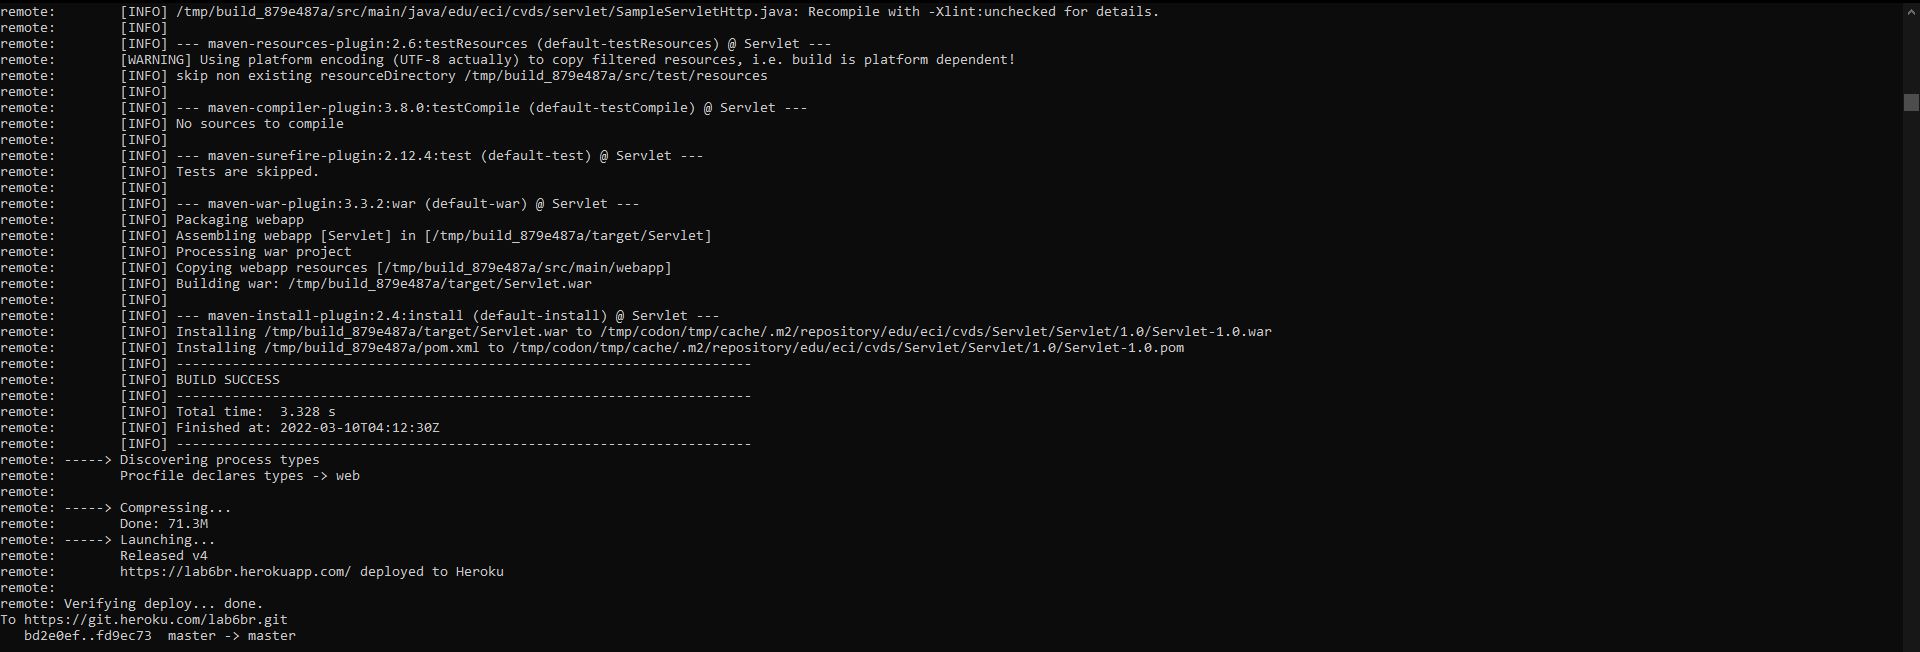 remote:        [INFO] /tmp/build_879e487a/src/main/java/edu/eci/cvds/servlet/SampleServletHttp.java: Recompile with -Xlint:unchecked for details.
remote:        [INFO]
remote:        [INFO] --- maven-resources-plugin:2.6:testResources (default-testResources) @ Servlet ---
remote:        [WARNING] Using platform encoding (UTF-8 actually) to copy filtered resources, i.e. build is platform dependent!
remote:        [INFO] skip non existing resourceDirectory /tmp/build_879e487a/src/test/resources
remote:        [INFO]
remote:        [INFO] --- maven-compiler-plugin:3.8.0:testCompile (default-testCompile) @ Servlet ---
remote:        [INFO] No sources to compile
remote:        [INFO]
remote:        [INFO] --- maven-surefire-plugin:2.12.4:test (default-test) @ Servlet ---
remote:        [INFO] Tests are skipped.
remote:        [INFO]
remote:        [INFO] --- maven-war-plugin:3.3.2:war (default-war) @ Servlet ---
remote:        [INFO] Packaging webapp
remote:        [INFO] Assembling webapp [Servlet] in [/tmp/build_879e487a/target/Servlet]
remote:        [INFO] Processing war project
remote:        [INFO] Copying webapp resources [/tmp/build_879e487a/src/main/webapp]
remote:        [INFO] Building war: /tmp/build_879e487a/target/Servlet.war
remote:        [INFO]
remote:        [INFO] --- maven-install-plugin:2.4:install (default-install) @ Servlet ---
remote:        [INFO] Installing /tmp/build_879e487a/target/Servlet.war to /tmp/codon/tmp/cache/.m2/repository/edu/eci/cvds/Servlet/Servlet/1.0/Servlet-1.0.war
remote:        [INFO] Installing /tmp/build_879e487a/pom.xml to /tmp/codon/tmp/cache/.m2/repository/edu/eci/cvds/Servlet/Servlet/1.0/Servlet-1.0.pom
remote:        [INFO] ------------------------------------------------------------------------
remote:        [INFO] BUILD SUCCESS
remote:        [INFO] ------------------------------------------------------------------------
remote:        [INFO] Total time:  3.328 s
remote:        [INFO] Finished at: 2022-03-10T04:12:30Z
remote:        [INFO] ------------------------------------------------------------------------
remote: -----> Discovering process types
remote:        Procfile declares types -> web
remote:
remote: -----> Compressing...
remote:        Done: 71.3M
remote: -----> Launching...
remote:        Released v4
remote:        https://lab6br.herokuapp.com/ deployed to Heroku
remote:
remote: Verifying deploy... done.
To https://git.heroku.com/lab6br.git
   bd2e0ef..fd9ec73  master -> master